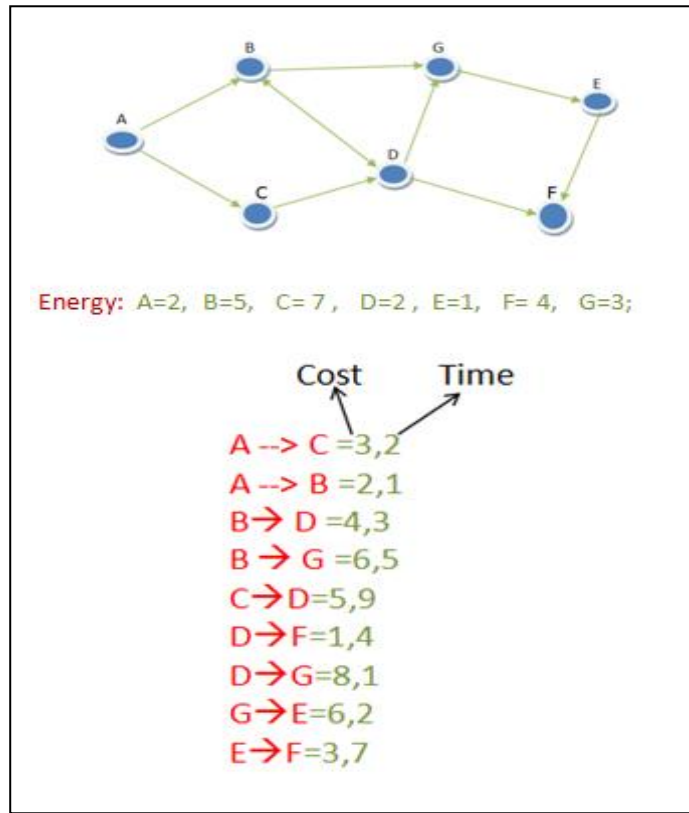 B
G
E
A
D
C
F
Energy: A=2, B=5, C= 7 , D=2 , E=1, F= 4, G=3;
Cost Time
A --> C =3,2
A --> B =2,1
B→ D =4,3
B → G =6,5
C→D=5,9
D→F=1,4
D→G=8,1
G→E=6,2
E→F=3,7